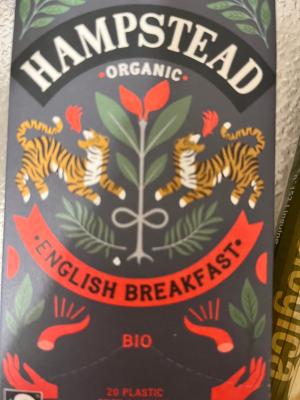 HAMPSTEAD
·ORGANIC·
·ENGLISH BREAKFAST·
BIO
20 PLASTIC